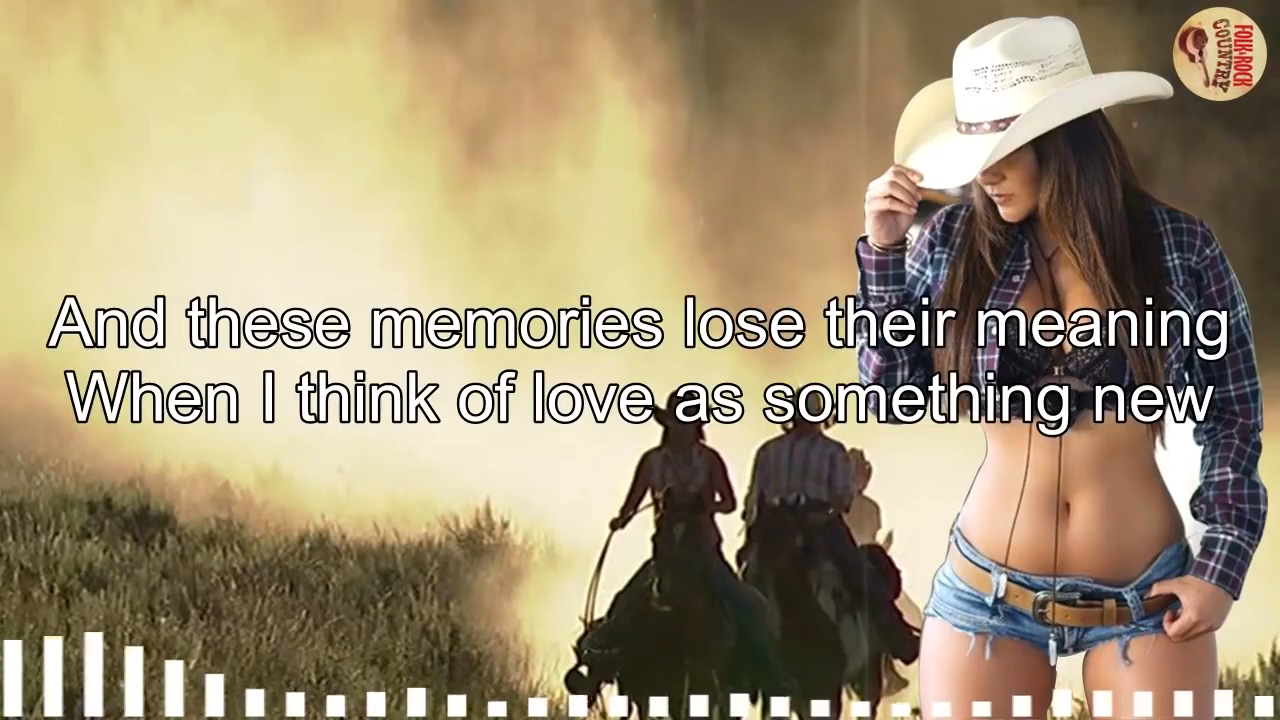 FOLK•ROCK
COUNTRY
And these memories lose their meaning
When I think of love as something new